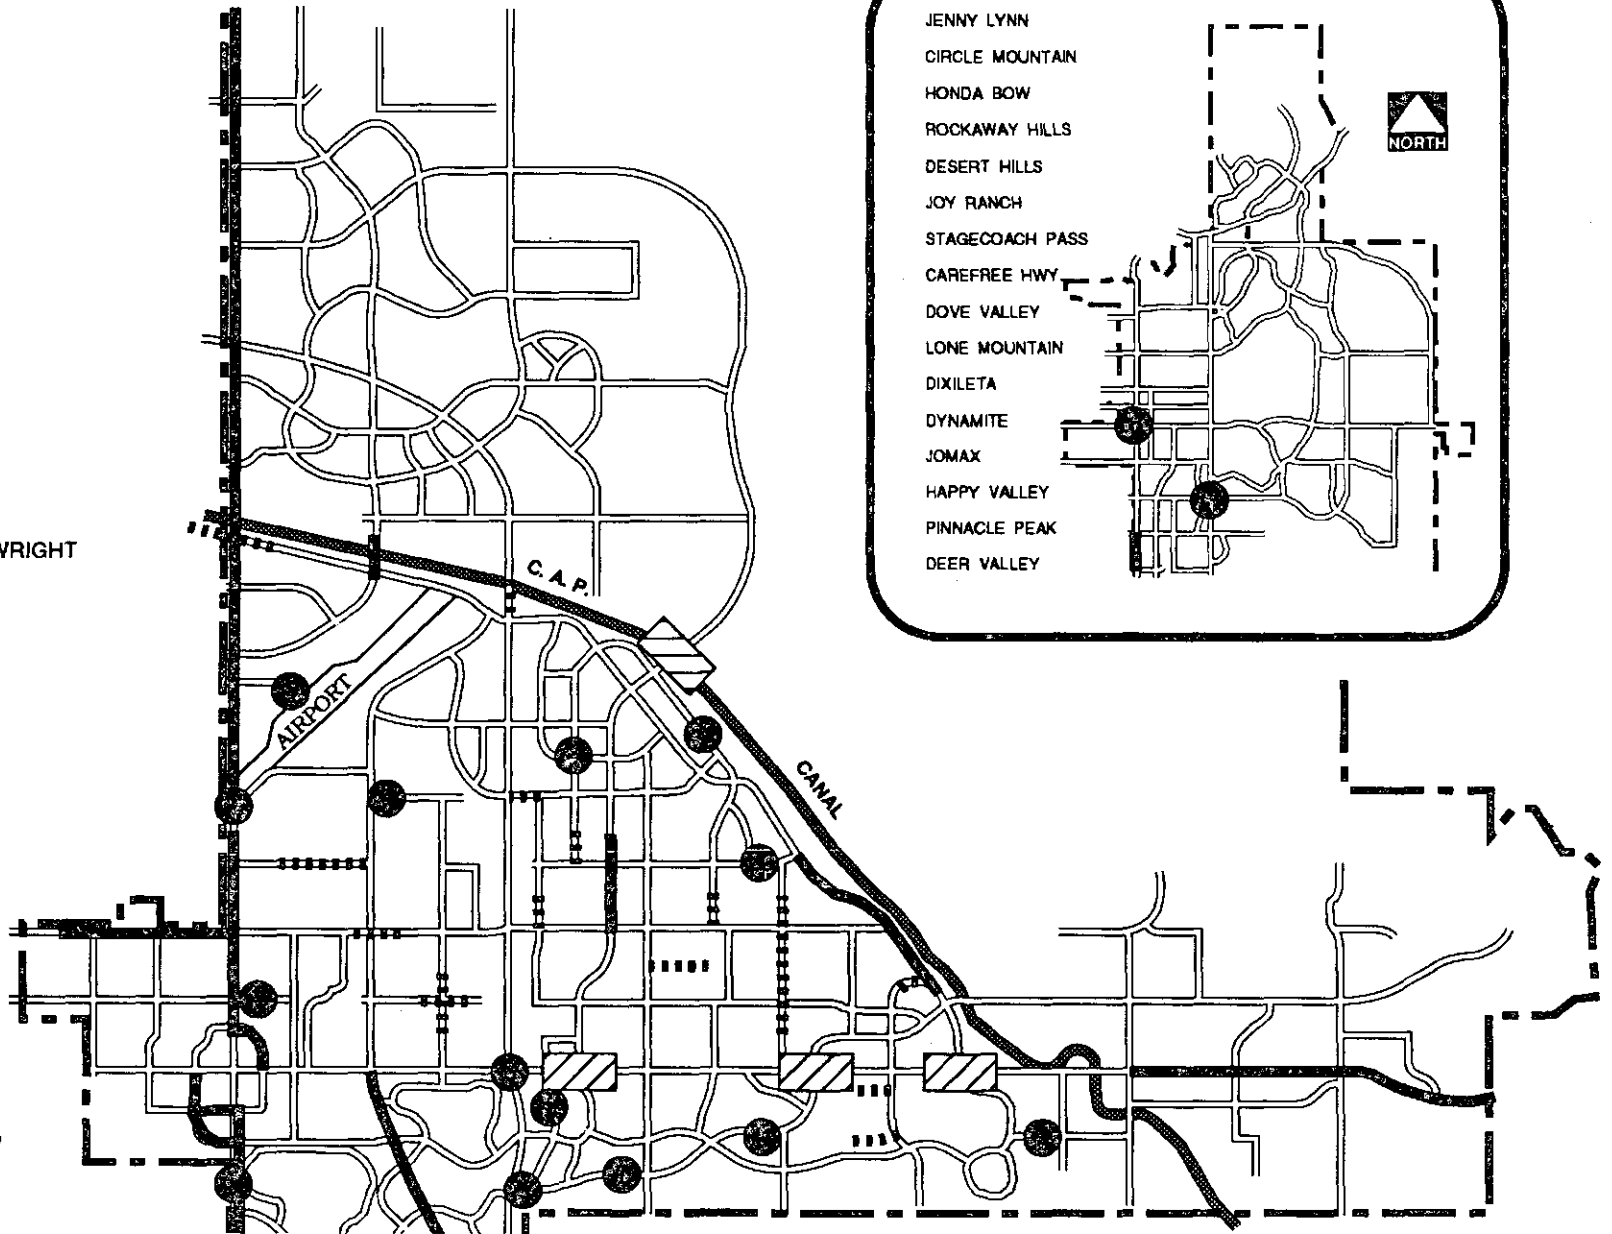 JENNY LYNN
CIRCLE MOUNTAIN
HONDA BOW
ROCKAWAY HILLS
DESERT HILLS
JOY RANCH
STAGECOACH PASS
CAREFREE HWY
DOVE VALLEY
LONE MOUNTAIN
DIXILETA
DYNAMITE
JOMAX
HAPPY VALLEY
PINNACLE PEAK
DEER VALLEY
NORTH
WRIGHT
C. A. P.
CANAL
AIRPORT